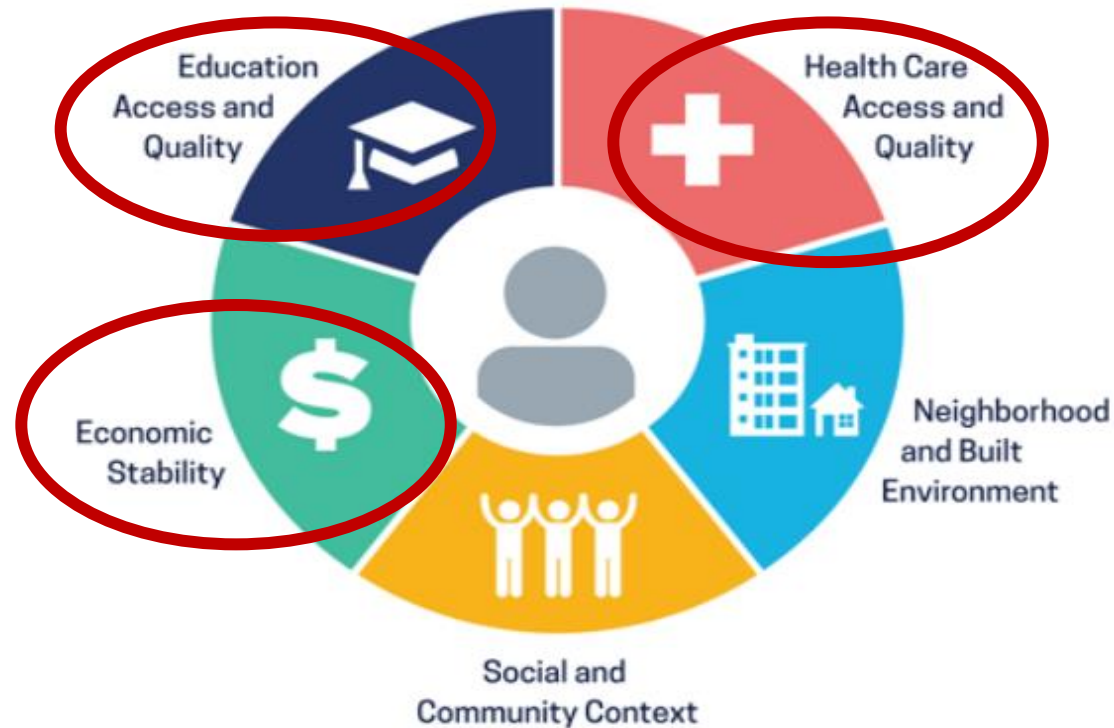 Education
Access and
Quality
Health Care
Access and
Quality
Economic
Stability
$
Neighborhood
and Built
Environment
Social and
Community Context